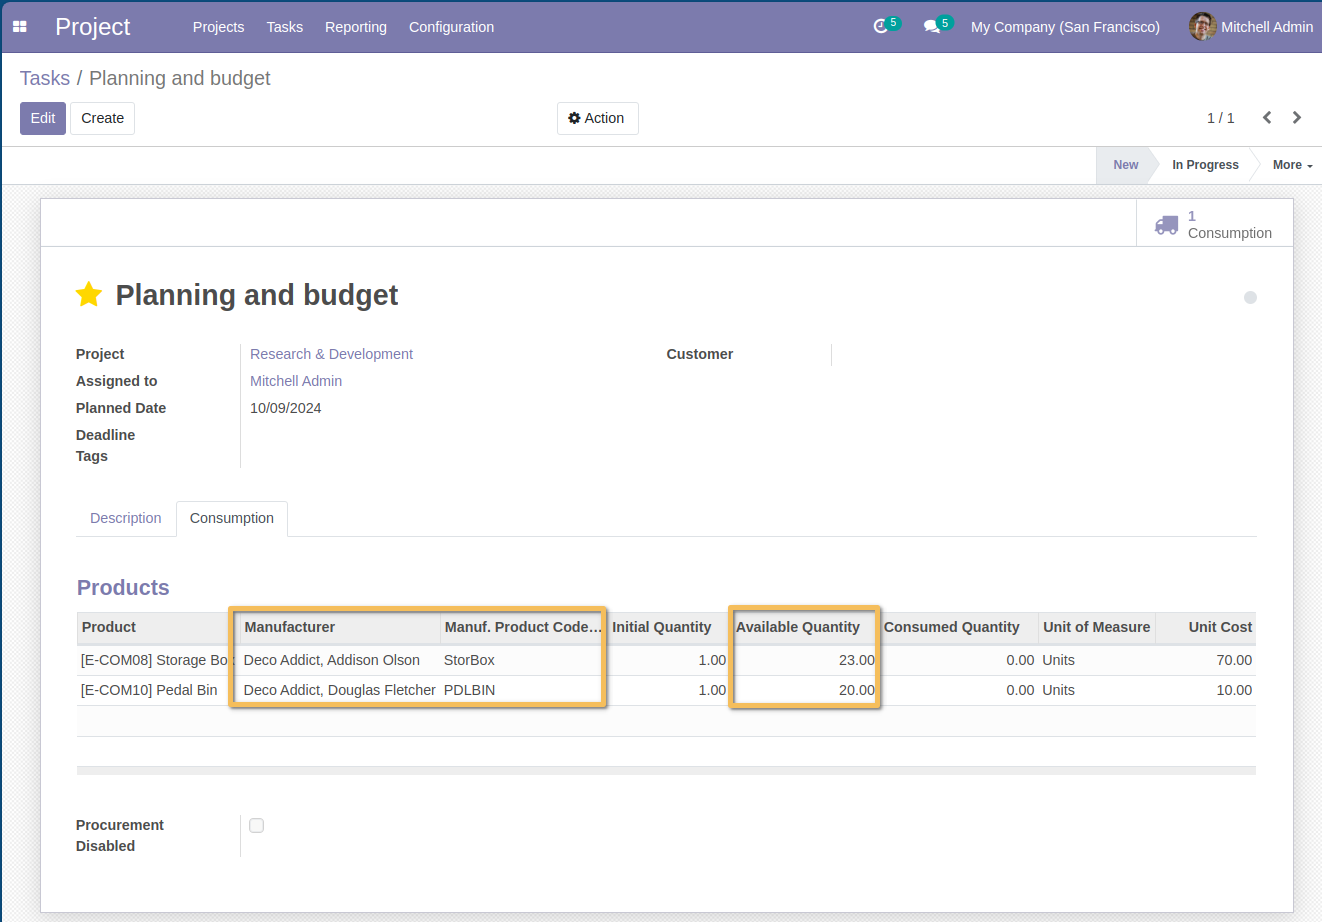 Project Projects Tasks Reporting Configuration 5 5 My Company (San Francisco) Mitchell Admin
Tasks / Planning and budget
Edit Create Action 1 / 1
New In Progress More
1
Consumption
Planning and budget
Project Research & Development Customer
Assigned to Mitchell Admin
Planned Date 10/09/2024
Deadline
Tags
Description Consumption
Products
Product Manufacturer Manuf. Product Code... Initial Quantity Available Quantity Consumed Quantity Unit of Measure Unit Cost
[E-COM08] Storage Box Deco Addict, Addison Olson StorBox 1.00 23.00 0.00 Units 70.00
[E-COM10] Pedal Bin Deco Addict, Douglas Fletcher PDLBIN 1.00 20.00 0.00 Units 10.00
Procurement
Disabled